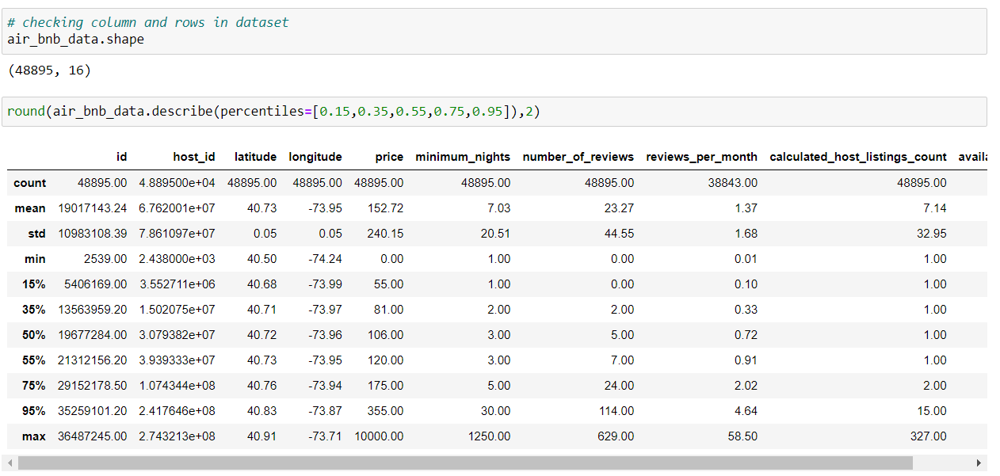 # checking column and rows in dataset
air_bnb_data.shape
(48895, 16)
round(air_bnb_data.describe(percentiles=[0.15,0.35,0.55,0.75,0.95]),2)
id host_id latitude longitude price minimum_nights number_of_reviews reviews_per_month calculated_host_listings_count availa
count 48895.00 4.889500e+04 48895.00 48895.00 48895.00 48895.00 48895.00 38843.00 48895.00
mean 19017143.24 6.762001e+07 40.73 -73.95 152.72 7.03 23.27 1.37 7.14
std 10983108.39 7.861097e+07 0.05 0.05 240.15 20.51 44.55 1.68 32.95
min 2539.00 2.438000e+03 40.50 -74.24 0.00 1.00 0.00 0.01 1.00
15% 5406169.00 3.552711e+06 40.68 -73.99 55.00 1.00 0.00 0.10 1.00
35% 13563959.20 1.502075e+07 40.71 -73.97 81.00 2.00 2.00 0.33 1.00
50% 19677284.00 3.079382e+07 40.72 -73.96 106.00 3.00 5.00 0.72 1.00
55% 21312156.20 3.939333e+07 40.73 -73.95 120.00 3.00 7.00 0.91 1.00
75% 29152178.50 1.074344e+08 40.76 -73.94 175.00 5.00 24.00 2.02 2.00
95% 35259101.20 2.417646e+08 40.83 -73.87 355.00 30.00 114.00 4.64 15.00
max 36487245.00 2.743213e+08 40.91 -73.71 10000.00 1250.00 629.00 58.50 327.00